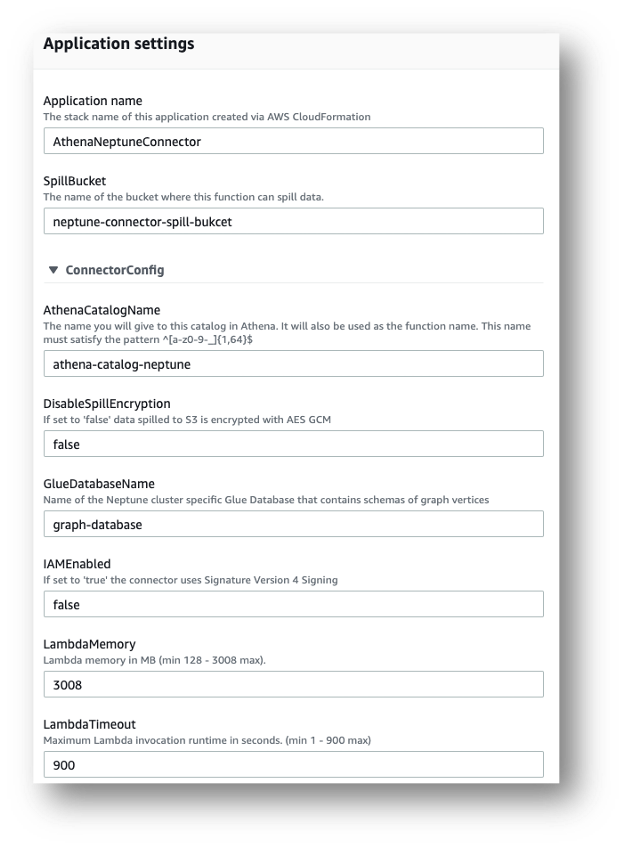 Application settings
Application name
The stack name of this application created via AWS CloudFormation
AthenaNeptuneConnector
SpillBucket
The name of the bucket where this function can spill data.
neptune-connector-spill-bukcet
▼ ConnectorConfig
AthenaCatalogName
The name you will give to this catalog in Athena. It will also be used as the function name. This name
must satisfy the pattern ^[a-z0-9-_]{1,64}$
athena-catalog-neptune
DisableSpillEncryption
If set to 'false' data spilled to S3 is encrypted with AES GCM
false
GlueDatabaseName
Name of the Neptune cluster specific Glue Database that contains schemas of graph vertices
graph-database
IAMEnabled
If set to 'true' the connector uses Signature Version 4 Signing
false
LambdaMemory
Lambda memory in MB (min 128 - 3008 max).
3008
LambdaTimeout
Maximum Lambda invocation runtime in seconds. (min 1 - 900 max)
900